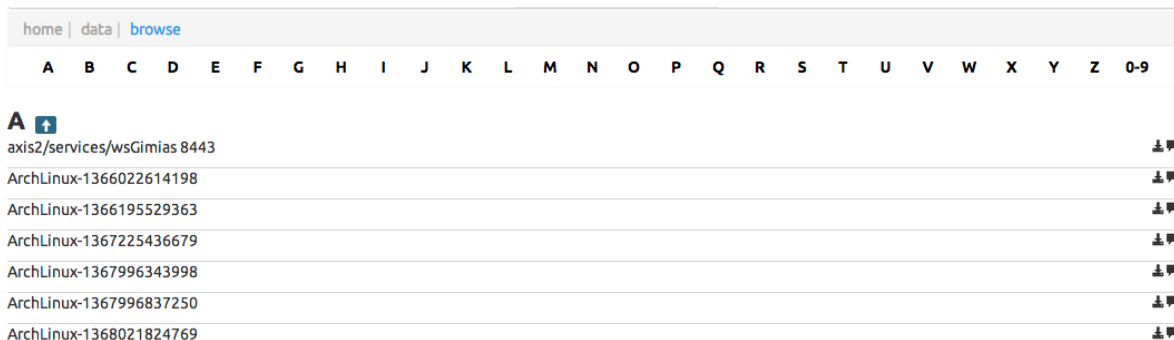 home | data | browse
A B C D E F G H I J K L M N O P Q R S T U V W X Y Z 0-9
A
axis2/services/wsGimias 8443
ArchLinux-1366022614198
ArchLinux-1366195529363
ArchLinux-1367225436679
ArchLinux-1367996343998
ArchLinux-1367996837250
ArchLinux-1368021824769